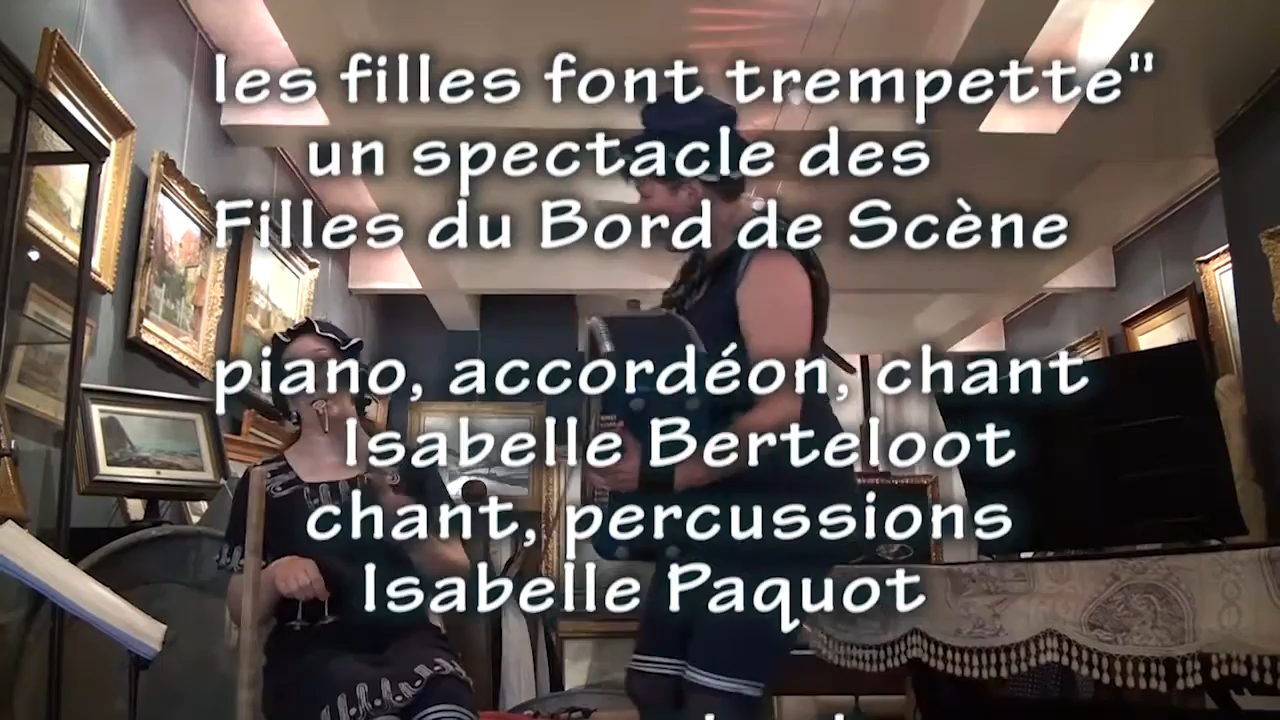 les filles font trempette"
un spectacle des
Filles du Bord de Scène
piano, accordéon, chant
Isabelle Berteloot
chant, percussions
Isabelle Paquot